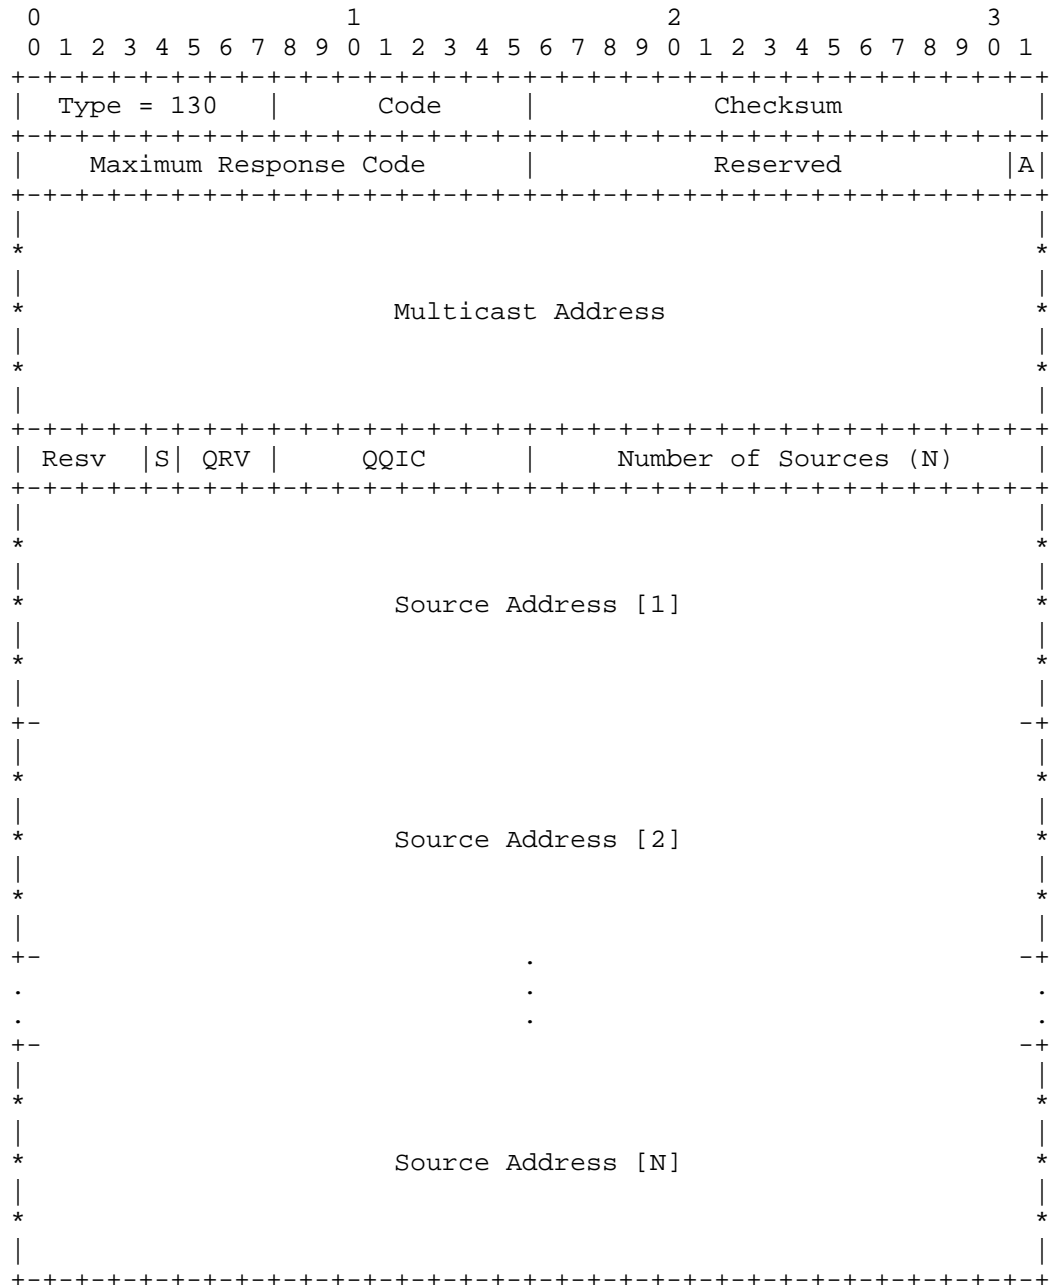 0                   1                   2                   3
 0 1 2 3 4 5 6 7 8 9 0 1 2 3 4 5 6 7 8 9 0 1 2 3 4 5 6 7 8 9 0 1
+-+-+-+-+-+-+-+-+-+-+-+-+-+-+-+-+-+-+-+-+-+-+-+-+-+-+-+-+-+-+-+-+
|  Type = 130   |      Code     |           Checksum            |
+-+-+-+-+-+-+-+-+-+-+-+-+-+-+-+-+-+-+-+-+-+-+-+-+-+-+-+-+-+-+-+-+
|    Maximum Response Code      |           Reserved          |A|
+-+-+-+-+-+-+-+-+-+-+-+-+-+-+-+-+-+-+-+-+-+-+-+-+-+-+-+-+-+-+-+-+
|                                                               |
*                                                               *
|                                                               |
*                       Multicast Address                       *
|                                                               |
*                                                               *
|                                                               |
+-+-+-+-+-+-+-+-+-+-+-+-+-+-+-+-+-+-+-+-+-+-+-+-+-+-+-+-+-+-+-+-+
| Resv  |S| QRV |     QQIC      |     Number of Sources (N)     |
+-+-+-+-+-+-+-+-+-+-+-+-+-+-+-+-+-+-+-+-+-+-+-+-+-+-+-+-+-+-+-+-+
|                                                               |
*                                                               *
|                                                               |
*                       Source Address [1]                      *
|                                                               |
*                                                               *
|                                                               |
+-                                                             -+
|                                                               |
*                                                               *
|                                                               |
*                       Source Address [2]                      *
|                                                               |
*                                                               *
|                                                               |
+-                              .                              -+
.                               .                               .
.                               .                               .
+-                                                             -+
|                                                               |
*                                                               *
|                                                               |
*                       Source Address [N]                      *
|                                                               |
*                                                               *
|                                                               |
+-+-+-+-+-+-+-+-+-+-+-+-+-+-+-+-+-+-+-+-+-+-+-+-+-+-+-+-+-+-+-+-+